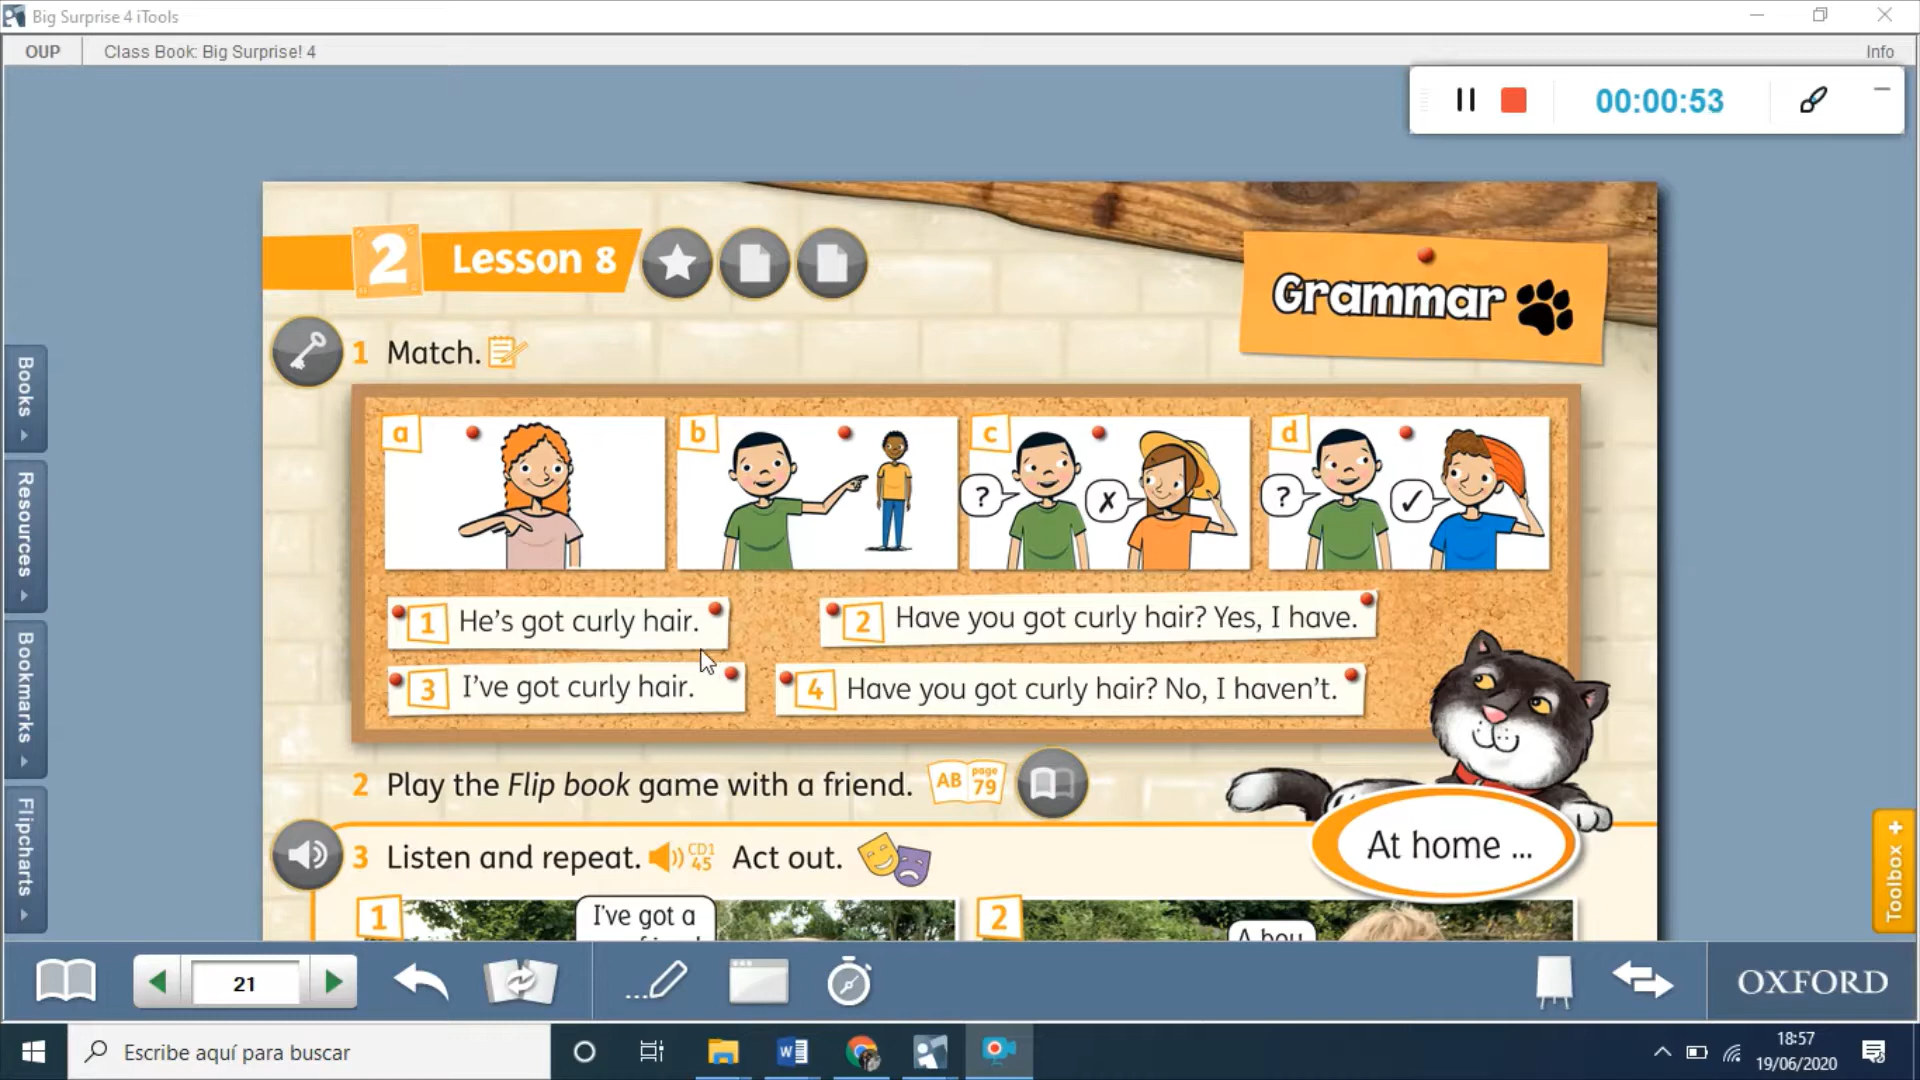 Big Surprise 4 iTools
OUP
Class Book: Big Surprise! 4
Info
00:00:53
2 Lesson 8
Grammar
1 Match.
a
b
c
d
?
✗
?
✓
1 He's got curly hair.
2 Have you got curly hair? Yes, I have.
3 I've got curly hair.
4 Have you got curly hair? No, I haven't.
2 Play the Flip book game with a friend. AB page 79
At home ...
3 Listen and repeat. CD1 45 Act out.
1
I've got a
2
A boy
Books
Resources
Bookmarks
Flipcharts
Toolbox +
21
OXFORD
Escribe aquí para buscar
18:57
19/06/2020